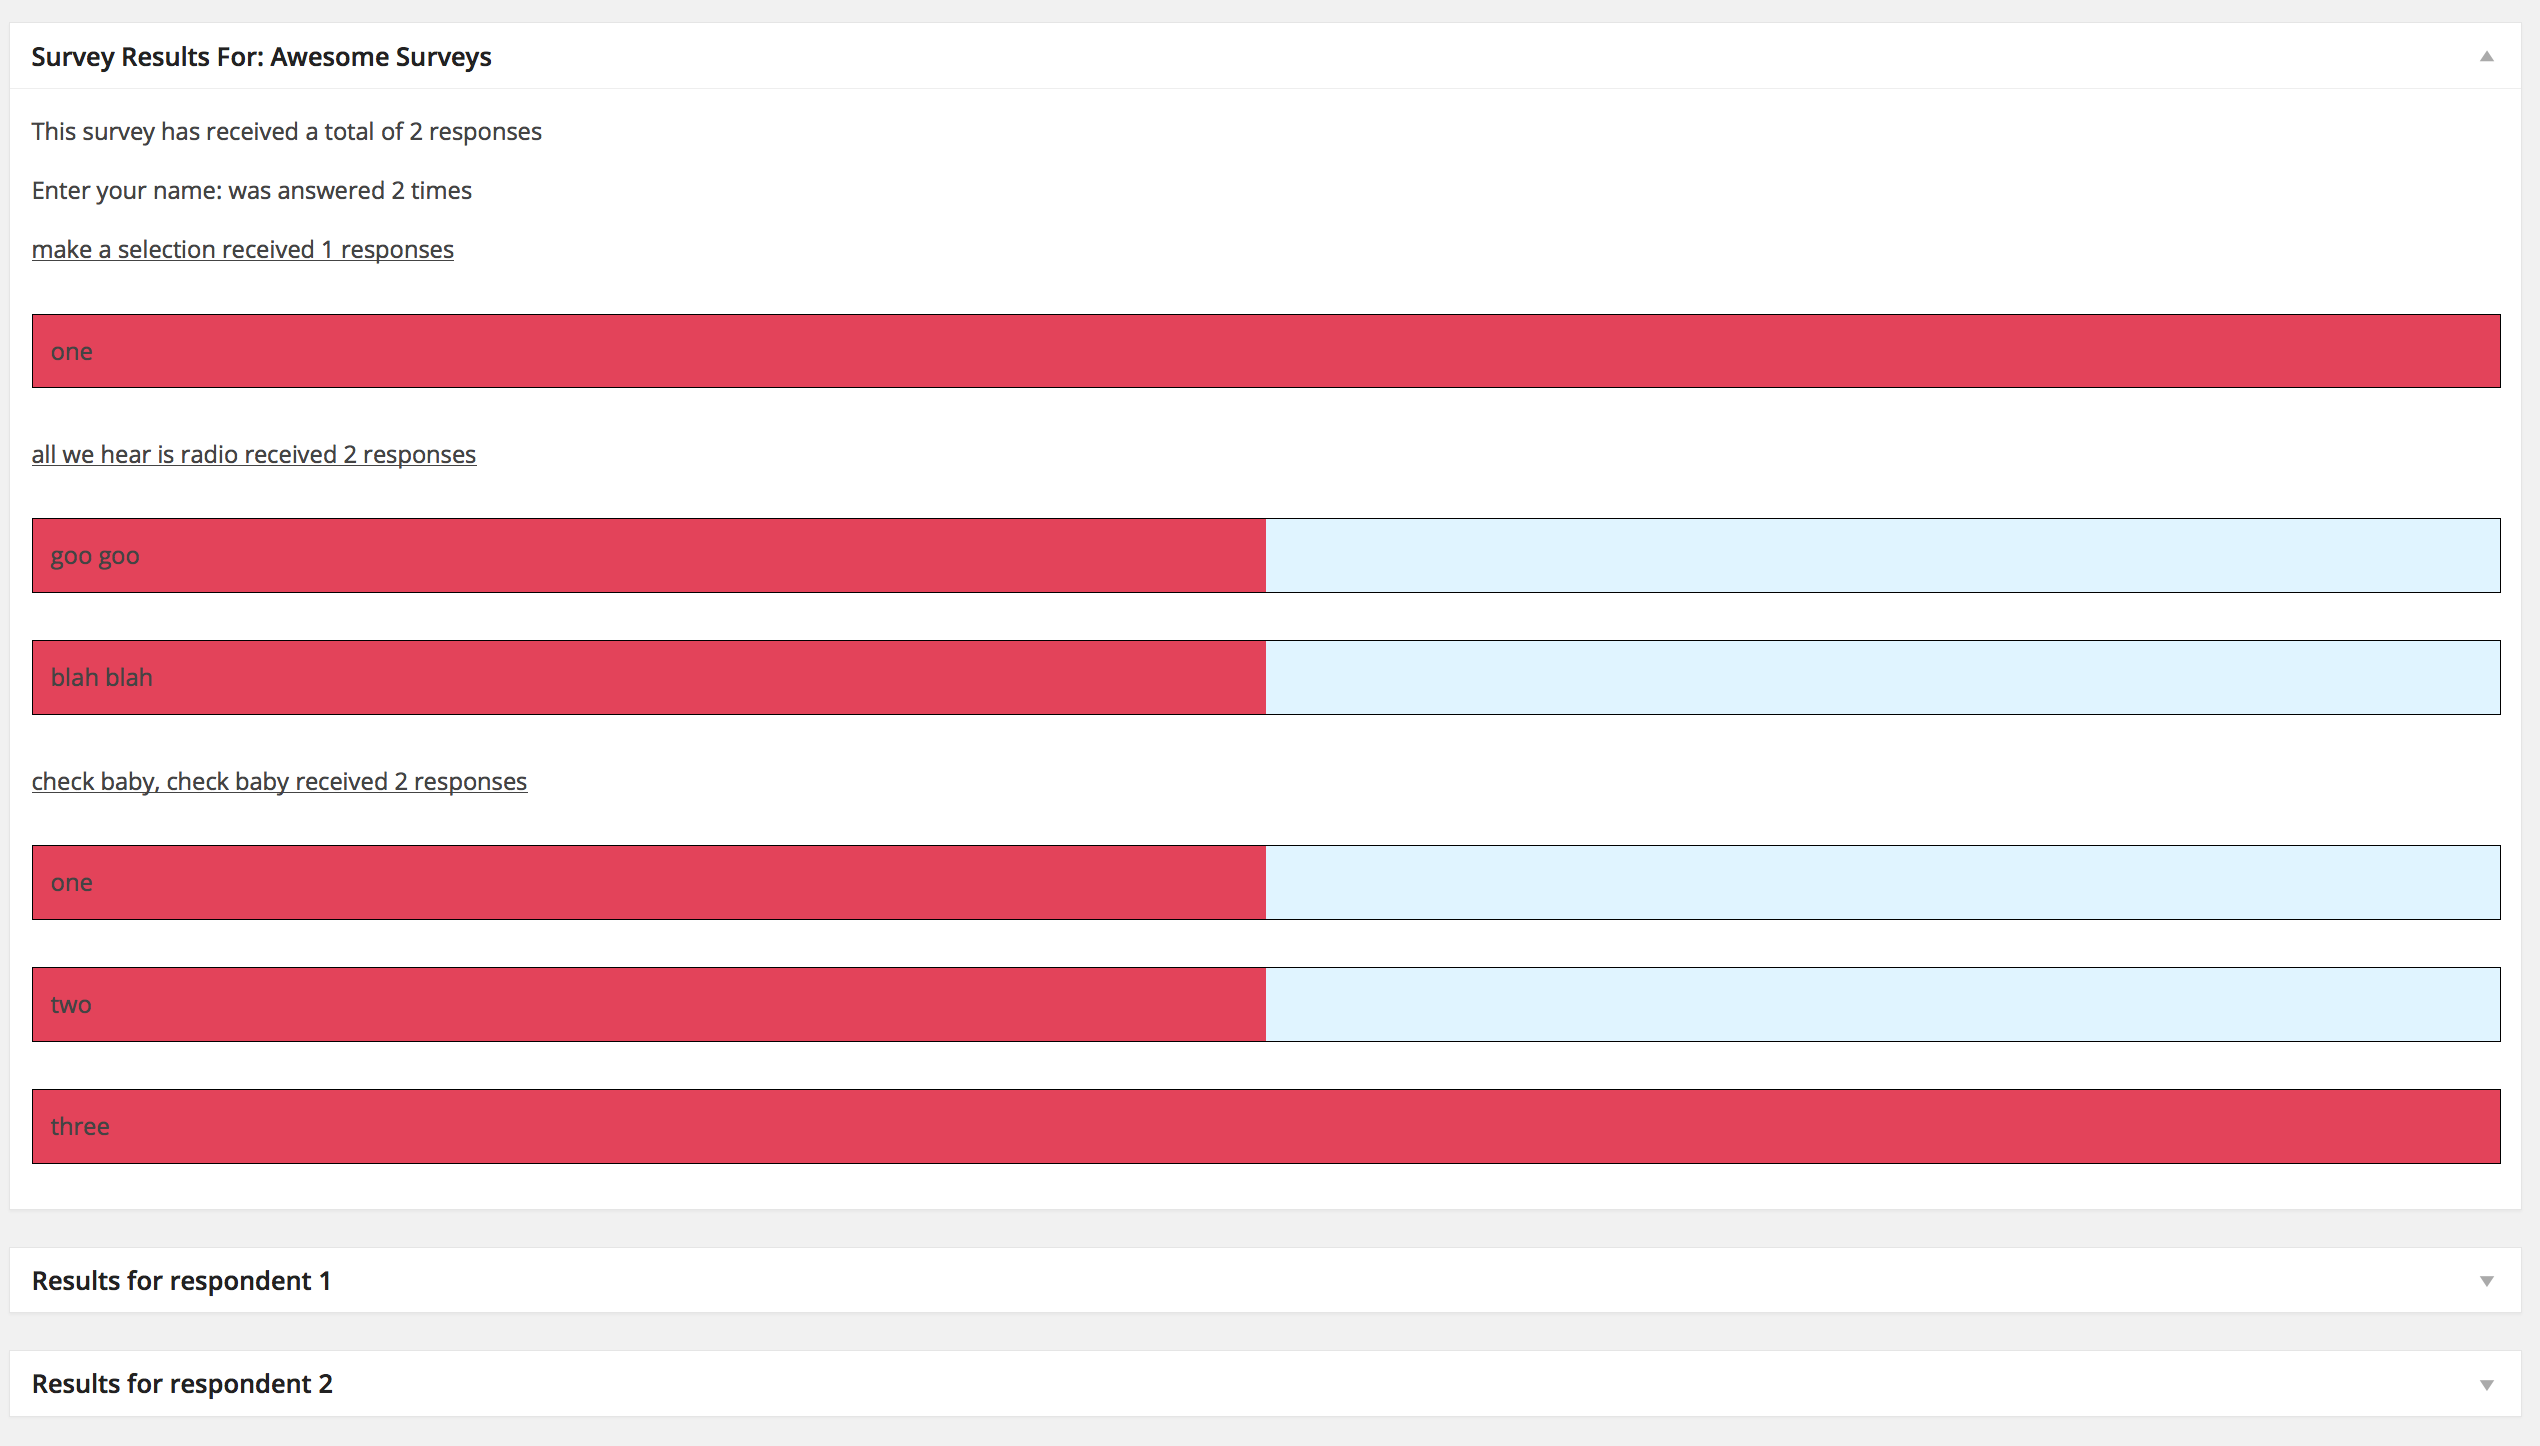 Survey Results For: Awesome Surveys
This survey has received a total of 2 responses
Enter your name: was answered 2 times
make a selection received 1 responses
one
all we hear is radio received 2 responses
goo goo
blah blah
check baby, check baby received 2 responses
one
two
three
Results for respondent 1
Results for respondent 2